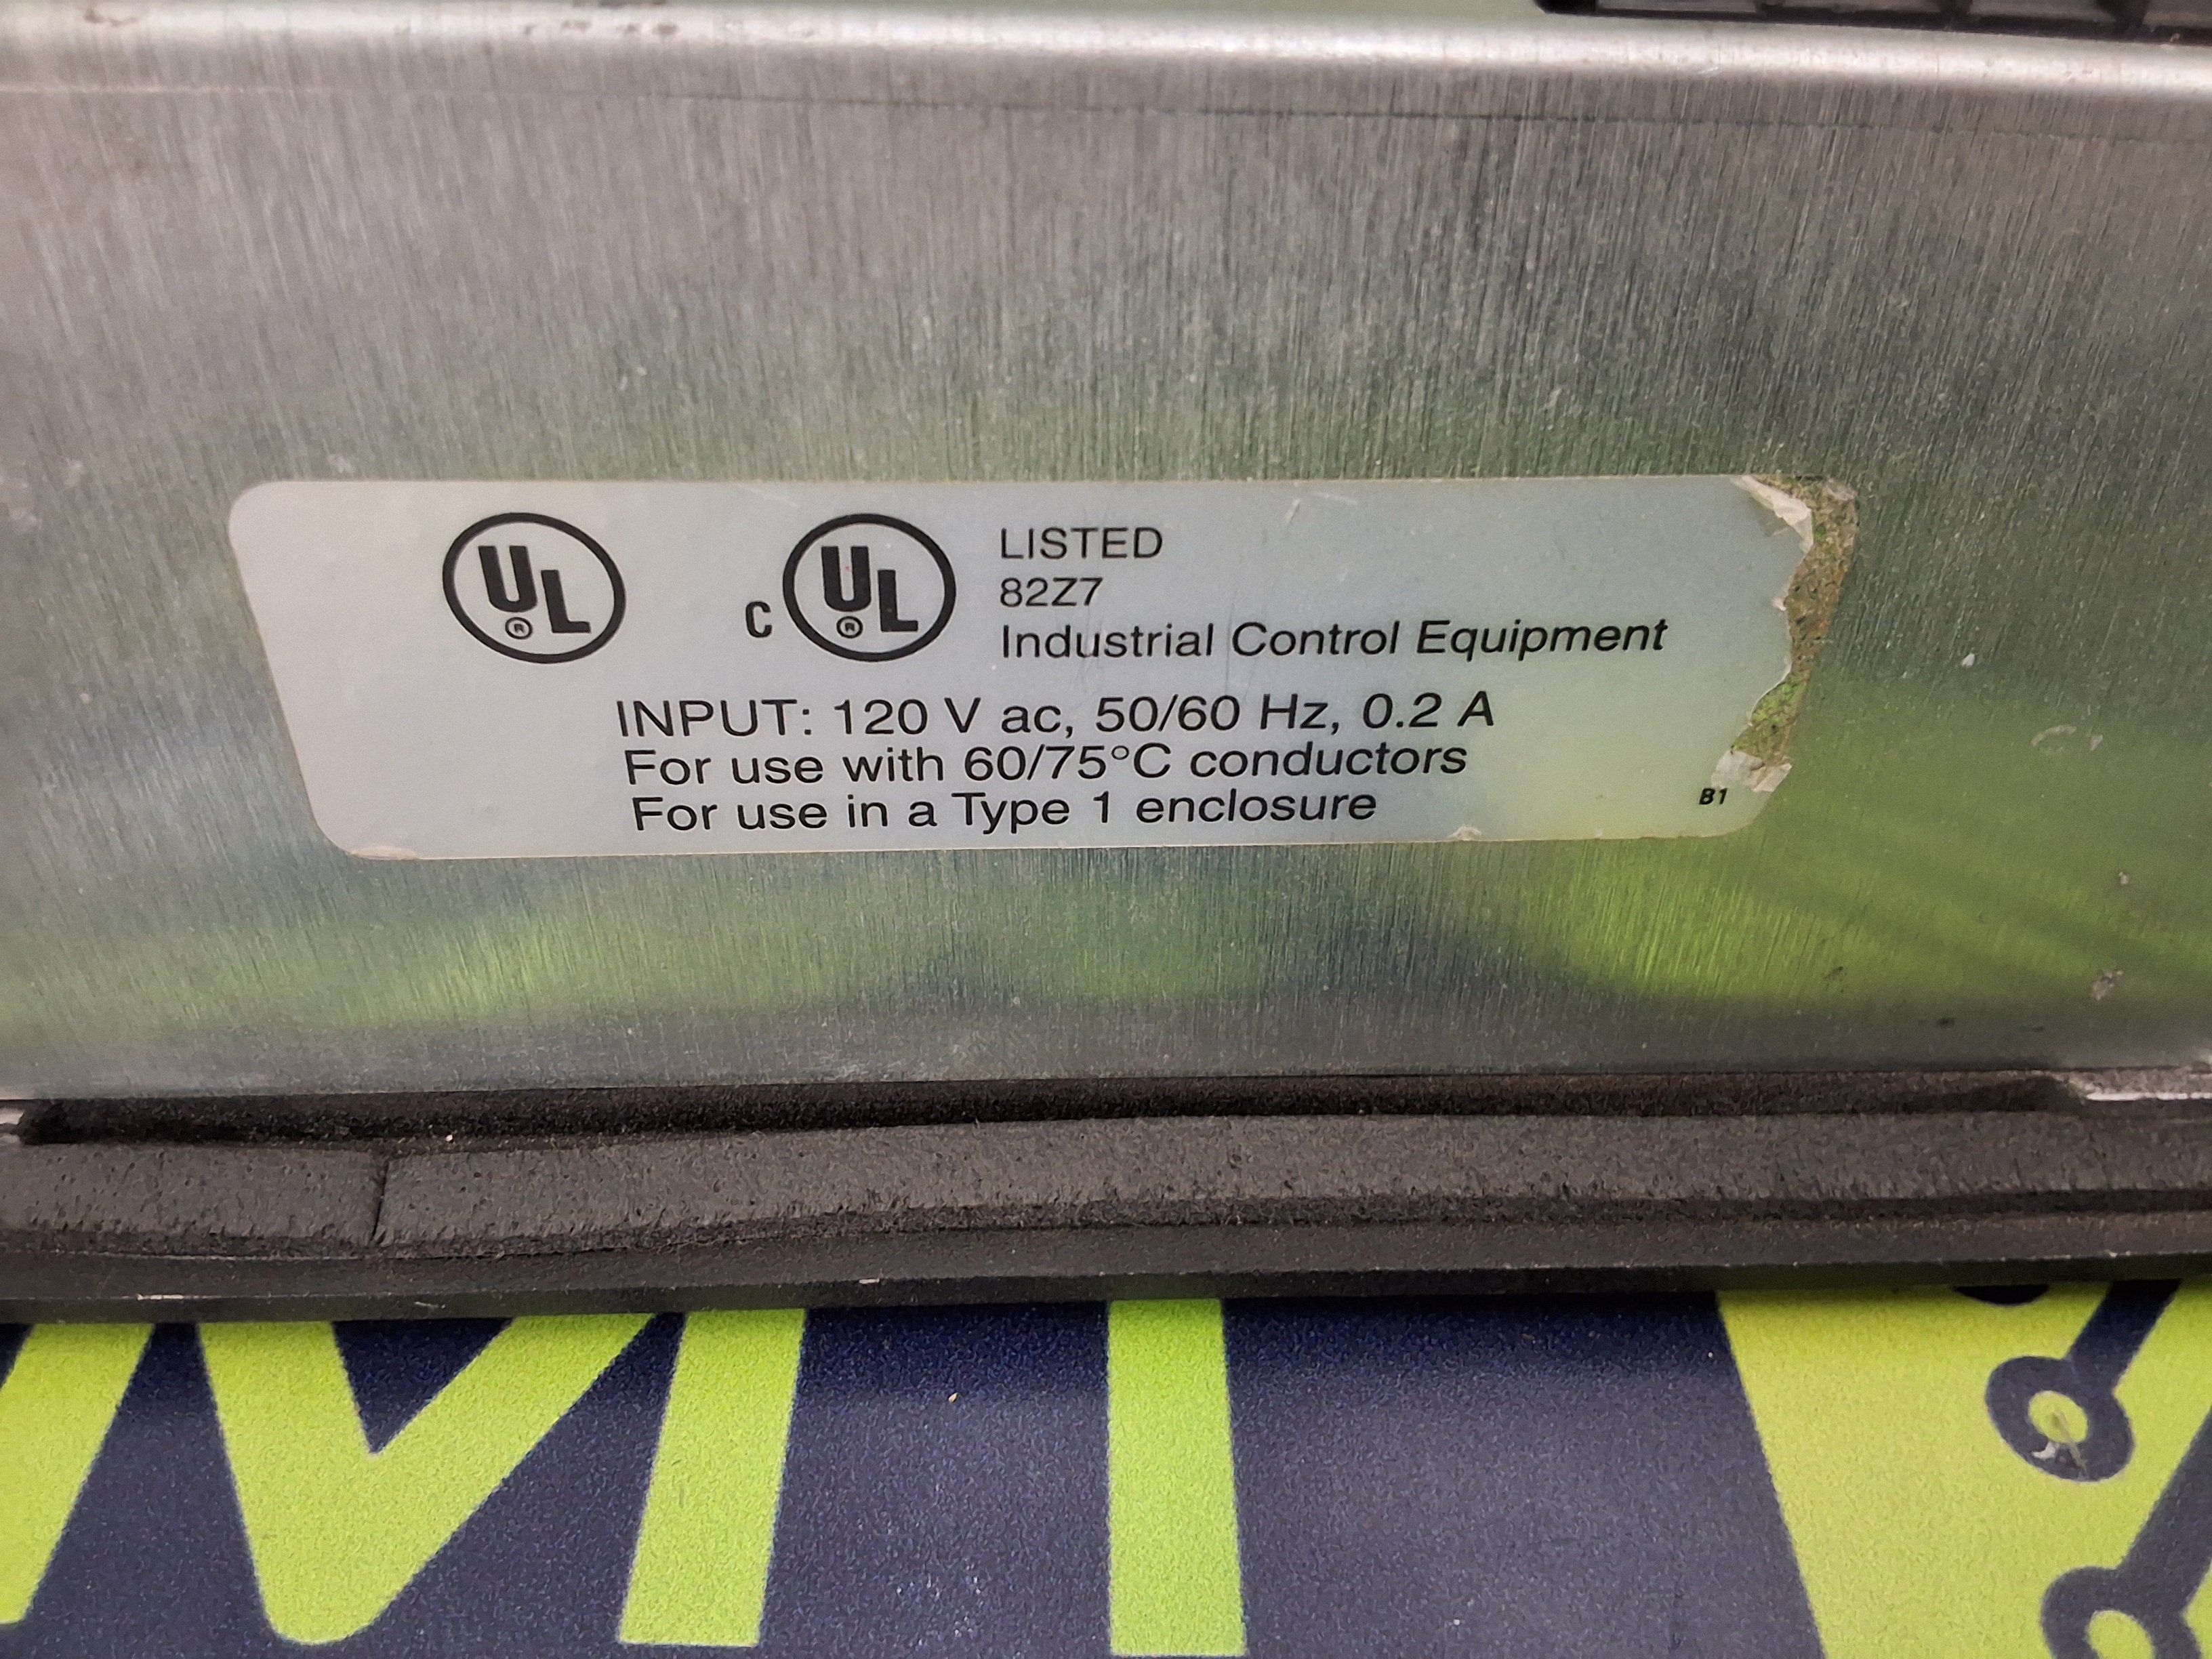 UL®
C UL® LISTED
82Z7
Industrial Control Equipment
INPUT: 120 V ac, 50/60 Hz, 0.2 A
For use with 60/75°C conductors
For use in a Type 1 enclosure
B1